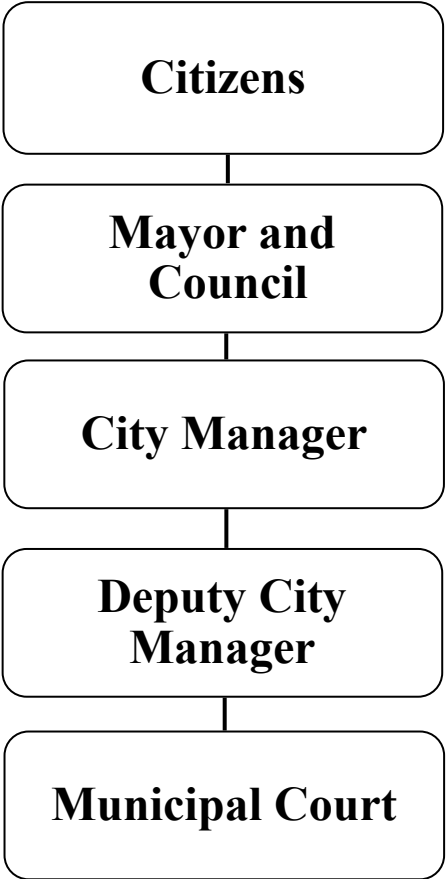 Citizens
Mayor and
Council
City Manager
Deputy City
Manager
Municipal Court